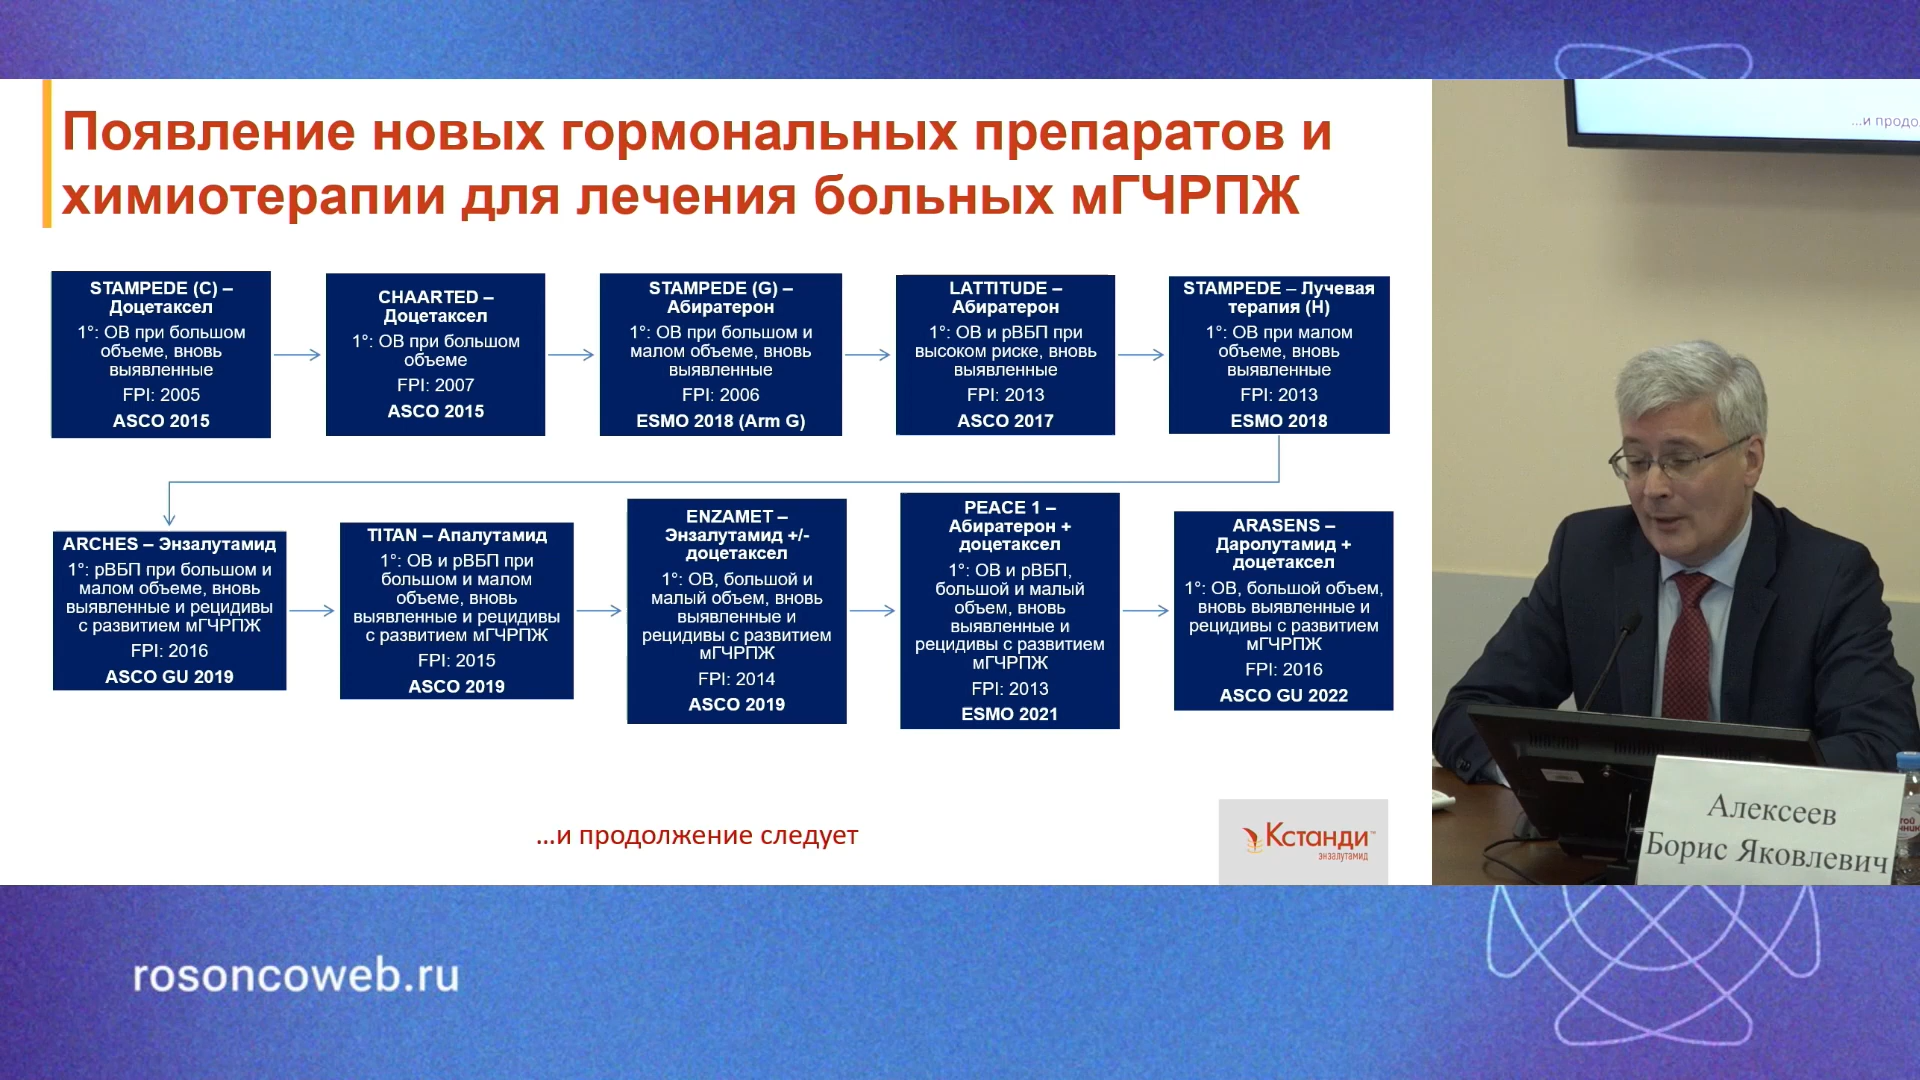 ...и продо
Появление новых гормональных препаратов и
химиотерапии для лечения больных мГЧРПЖ
STAMPEDE (C) –
Доцетаксел
1°: ОВ при большом
объеме, вновь
выявленные
FPI: 2005
ASCO 2015
CHAARTED –
Доцетаксел
1°: ОВ при большом
объеме
FPI: 2007
ASCO 2015
STAMPEDE (G) –
Абиратерон
1°: ОВ при большом и
малом объеме, вновь
выявленные
FPI: 2006
ESMO 2018 (Arm G)
LATTITUDE –
Абиратерон
1°: ОВ и рВБП при
высоком риске, вновь
выявленные
FPI: 2013
ASCO 2017
STAMPEDE – Лучевая
терапия (H)
1°: ОВ при малом
объеме, вновь
выявленные
FPI: 2013
ESMO 2018
ARCHES – Энзалутамид
1°: рВБП при большом и
малом объеме, вновь
выявленные и рецидивы
с развитием мГЧРПЖ
FPI: 2016
ASCO GU 2019
TITAN – Апалутамид
1°: ОВ и рВБП при
большом и малом
объеме, вновь
выявленные и рецидивы
с развитием мГЧРПЖ
FPI: 2015
ASCO 2019
ENZAMET –
Энзалутамид +/-
доцетаксел
1°: ОВ, большой и
малый объем, вновь
выявленные и
рецидивы с развитием
мГЧРПЖ
FPI: 2014
ASCO 2019
PEACE 1 –
Абиратерон +
доцетаксел
1°: ОВ и рВБП,
большой и малый
объем, вновь
выявленные и
рецидивы с развитием
мГЧРПЖ
FPI: 2013
ESMO 2021
ARASENS –
Даролутамид +
доцетаксел
1°: ОВ, большой объем,
вновь выявленные и
рецидивы с развитием
мГЧРПЖ
FPI: 2016
ASCO GU 2022
...и продолжение следует
Кстанди™
энзалутамид
Алексеев
Борис Яковлевич
rosoncoweb.ru